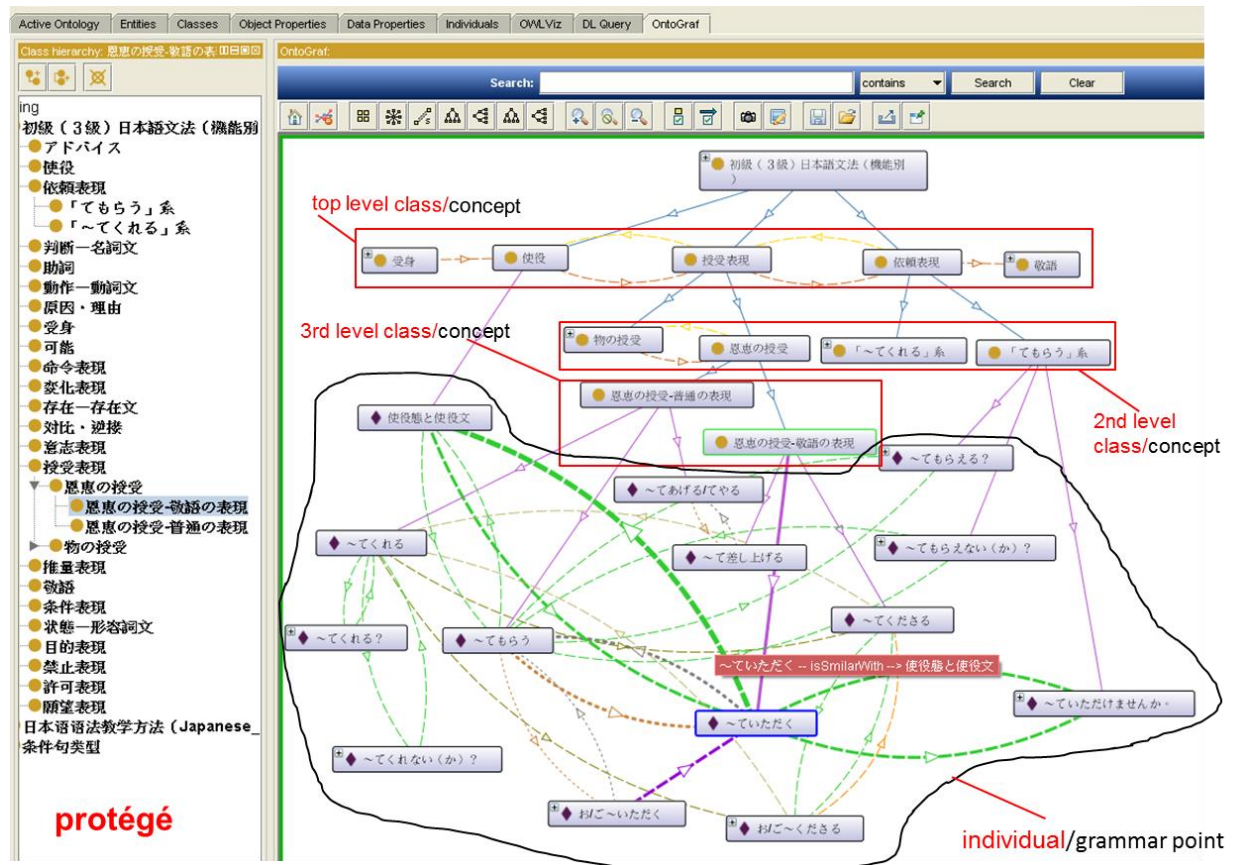 Active Ontology Entities Classes Object Properties Data Properties Individuals OWLViz DL Query OntoGraf
Class hierarchy: 恩恵の授受-敬語の表
OntoGraf:
Search: contains Search Clear
ing
初級（３級）日本語文法（機能別
アドバイス
使役
依頼表現
「てもらう」系
「～てくれる」系
判断—名詞文
助詞
動作—動詞文
原因・理由
受身
可能
命令表現
変化表現
存在—存在文
対比・逆接
意志表現
授受表現
恩恵の授受
恩恵の授受-敬語の表現
恩恵の授受-普通の表現
物の授受
推量表現
敬語
条件表現
状態—形容詞文
目的表現
禁止表現
許可表現
願望表現
日本语语法教学方法（Japanese_
条件句类型
protégé
初級（３級）日本語文法（機能別
）
top level class/concept
受身 使役 授受表現 依頼表現 敬語
3rd level class/concept
物の授受 恩恵の授受 「～てくれる」系 「てもらう」系
恩恵の授受-普通の表現
2nd level
class/concept
使役態と使役文
恩恵の授受-敬語の表現
～てもらえる？
～てあげる/てやる
～てくれる
～て差し上げる
～てもらえない（か）？
～てくださる
～てくれる？
～てもらう
～ていただく -- isSmilarWith --> 使役態と使役文
～ていただけませんか。
～ていただく
～てくれない（か）？
お/ご～いただく
お/ご～くださる
individual/grammar point